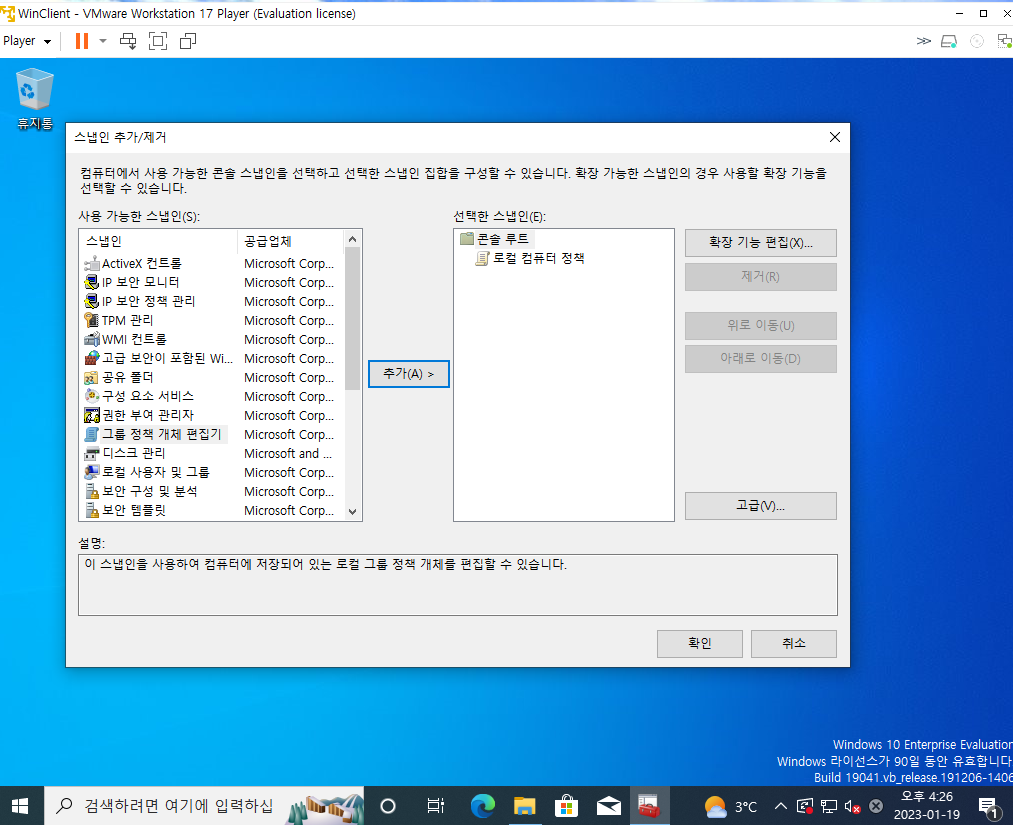 WinClient - VMware Workstation 17 Player (Evaluation license)
Player
휴지통
스냅인 추가/제거
컴퓨터에서 사용 가능한 콘솔 스냅인을 선택하고 선택한 스냅인 집합을 구성할 수 있습니다. 확장 가능한 스냅인의 경우 사용할 확장 기능을
선택할 수 있습니다.
사용 가능한 스냅인(S):
스냅인 공급업체
ActiveX 컨트롤 Microsoft Corp...
IP 보안 모니터 Microsoft Corp...
IP 보안 정책 관리 Microsoft Corp...
TPM 관리 Microsoft Corp...
WMI 컨트롤 Microsoft Corp...
고급 보안이 포함된 Wi... Microsoft Corp...
공유 폴더 Microsoft Corp...
구성 요소 서비스 Microsoft Corp...
권한 부여 관리자 Microsoft Corp...
그룹 정책 개체 편집기 Microsoft Corp...
디스크 관리 Microsoft and ...
로컬 사용자 및 그룹 Microsoft Corp...
보안 구성 및 분석 Microsoft Corp...
보안 템플릿 Microsoft Corp...
추가(A) >
선택한 스냅인(E):
콘솔 루트
로컬 컴퓨터 정책
확장 기능 편집(X)...
제거(R)
위로 이동(U)
아래로 이동(D)
고급(V)...
설명:
이 스냅인을 사용하여 컴퓨터에 저장되어 있는 로컬 그룹 정책 개체를 편집할 수 있습니다.
확인
취소
Windows 10 Enterprise Evaluation
Windows 라이선스가 90일 동안 유효합니다.
Build 19041.vb_release.191206-1406
검색하려면 여기에 입력하십
3°C
오후 4:26
2023-01-19
1